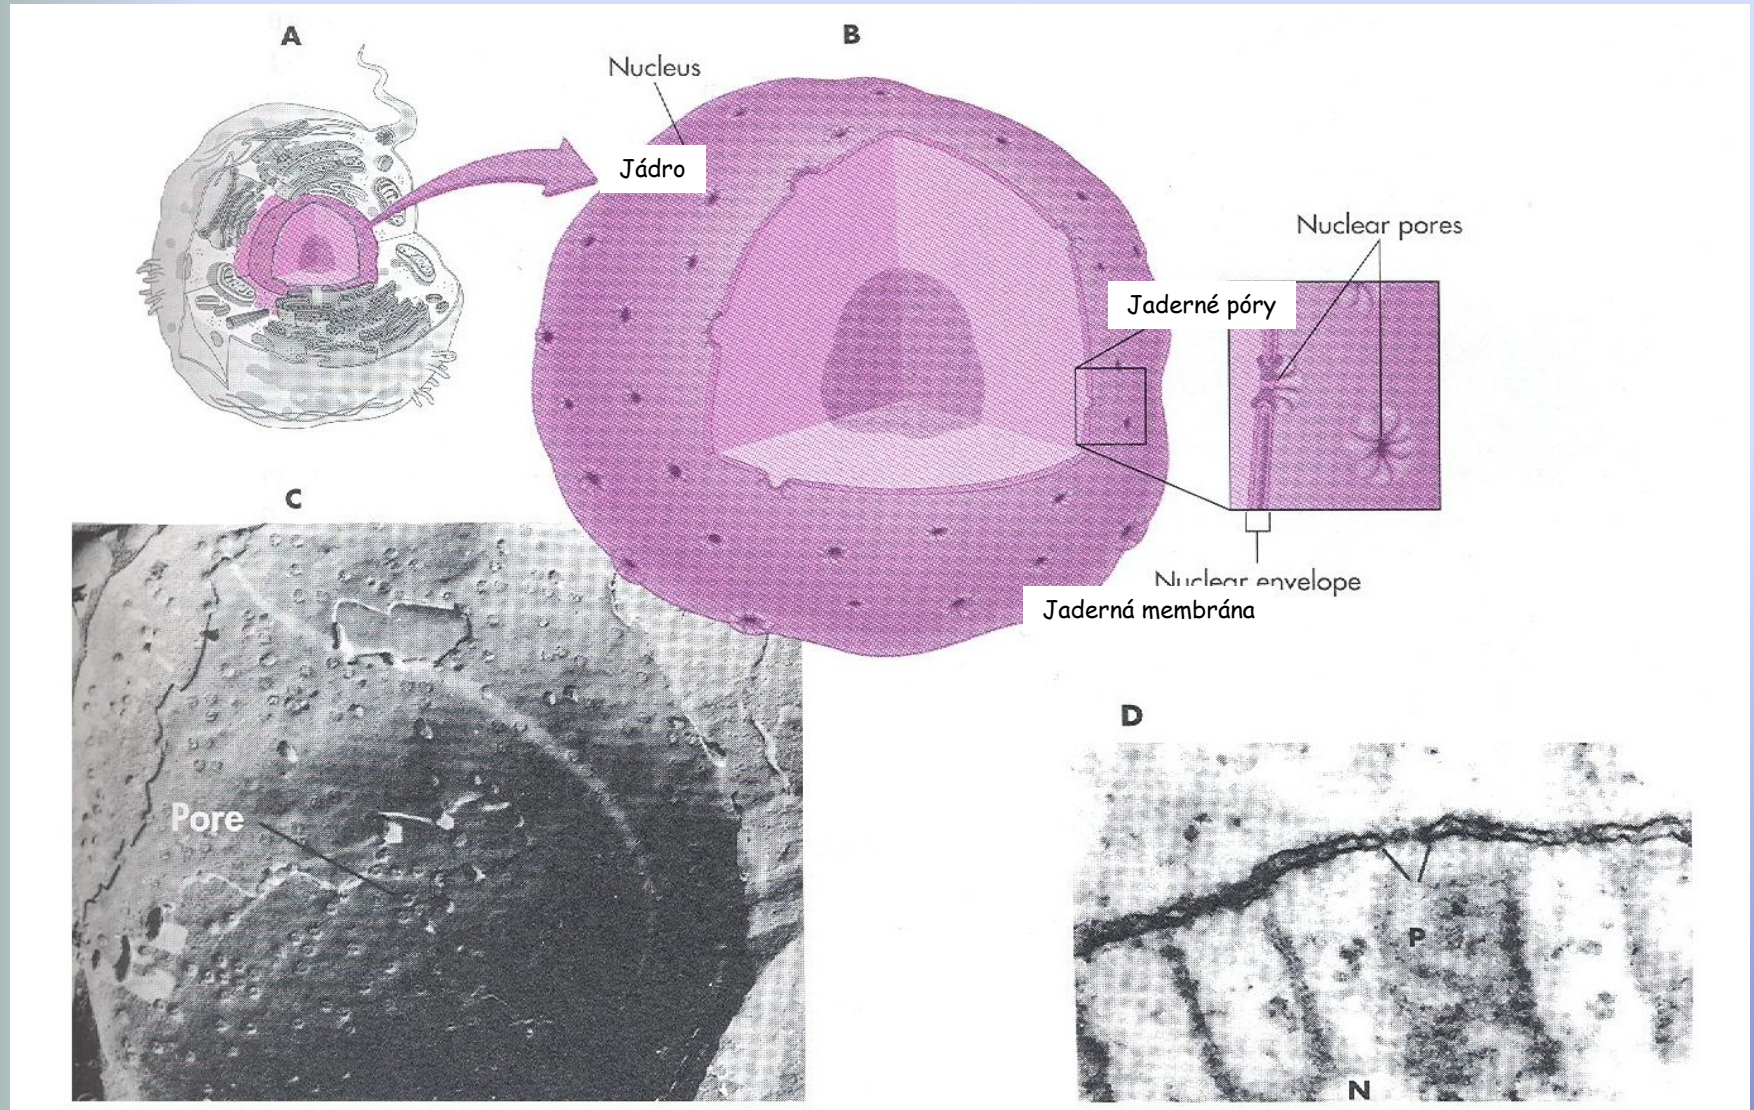 A
B
Nucleus
Jádro
Nuclear pores
Jaderné póry
C
Nuclear envelope
Jaderná membrána
D
Pore
P
N